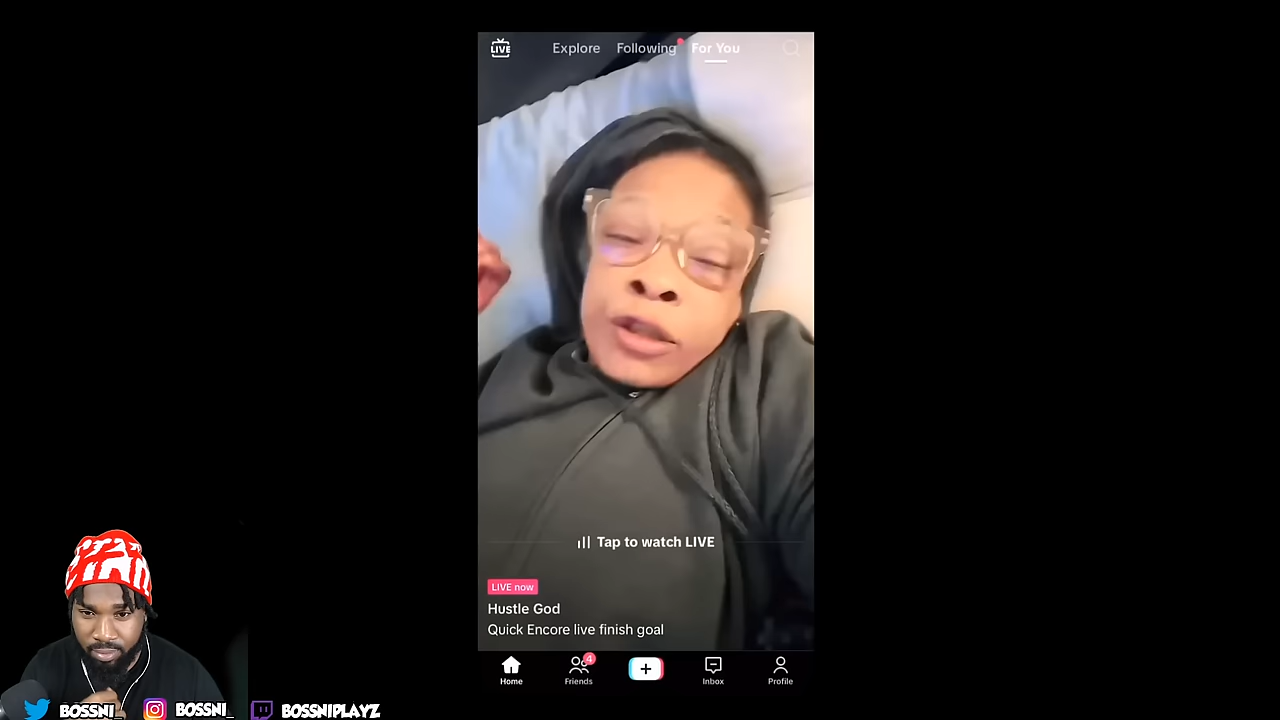 LIVE
Explore Following For You
Tap to watch LIVE
LIVE now
Hustle God
Quick Encore live finish goal
4
Home Friends Inbox Profile
BOSSNI_ BOSSNI_ BOSSNIPLAYZ